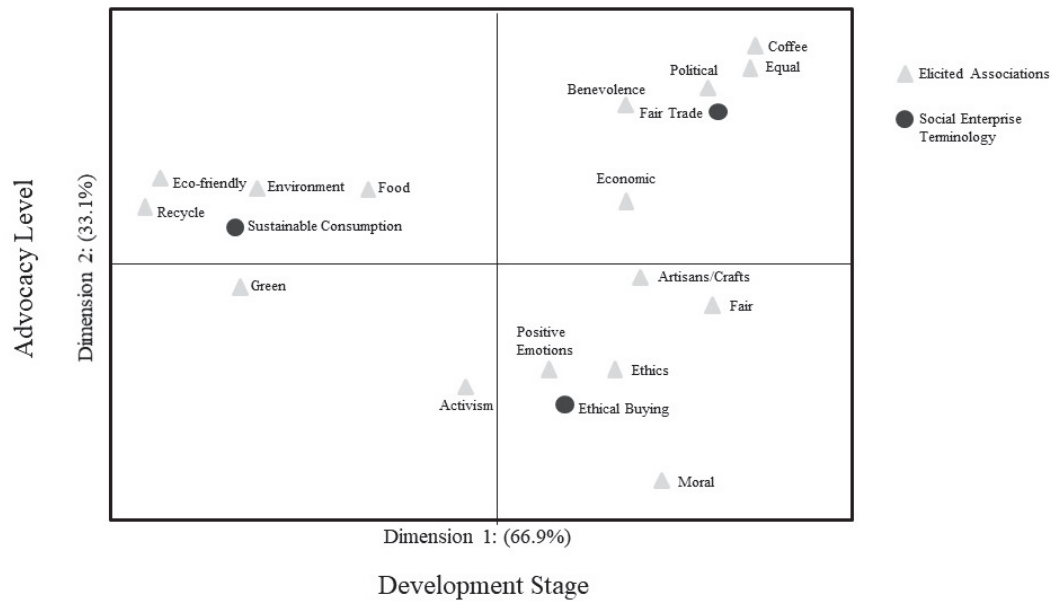 Coffee
Equal
Political
Benevolence
Fair Trade
Economic
Eco-friendly
Environment
Food
Recycle
Sustainable Consumption
Green
Artisans/Crafts
Fair
Positive
Emotions
Ethics
Activism
Ethical Buying
Moral
Elicited Associations
Social Enterprise
Terminology
Advocacy Level
Dimension 2: (33.1%)
Dimension 1: (66.9%)
Development Stage